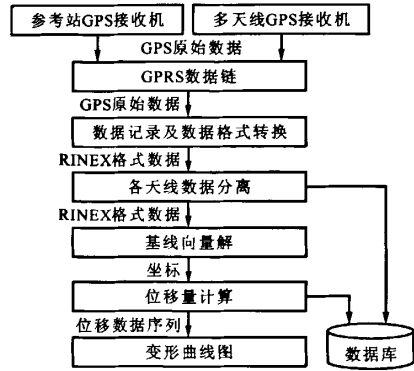 参考站GPS接收机
多天线GPS接收机
GPS原始数据
GPRS数据链
GPS原始数据
数据记录及数据格式转换
RINEX格式数据
各天线数据分离
RINEX格式数据
基线向量解
坐标
位移量计算
位移数据序列
变形曲线图
数据库